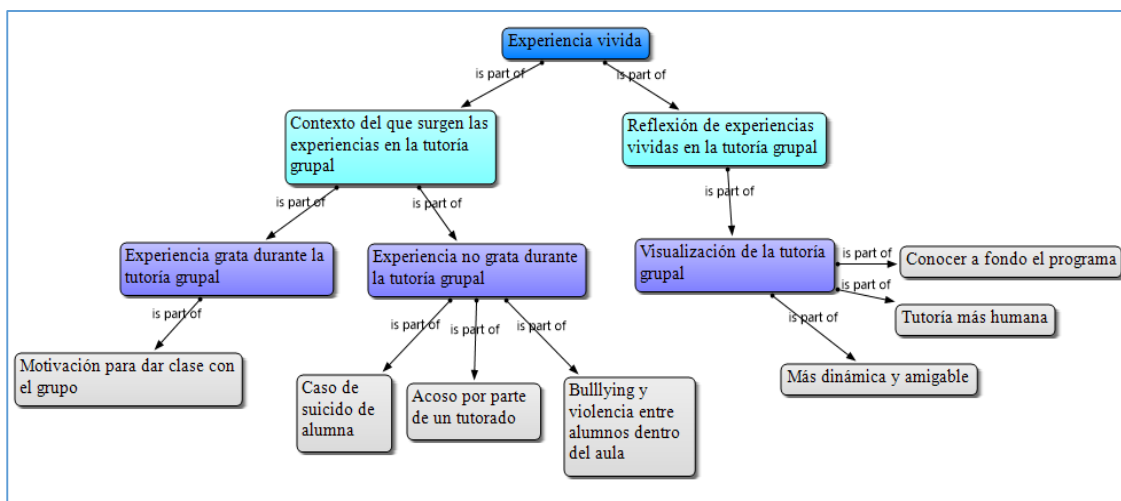 Experiencia vivida
is part of
is part of
Contexto del que surgen las
experiencias en la tutoría
grupal
Reflexión de experiencias
vividas en la tutoría grupal
is part of
is part of
is part of
Experiencia grata durante la
tutoría grupal
Experiencia no grata durante
la tutoría grupal
Visualización de la tutoría
grupal
is part of
Conocer a fondo el programa
is part of
Tutoría más humana
is part of
is part of
is part of
is part of
is part of
Motivación para dar clase con
el grupo
Caso de
suicido de
alumna
Acoso por parte
de un tutorado
Bulllying y
violencia entre
alumnos dentro
del aula
Más dinámica y amigable